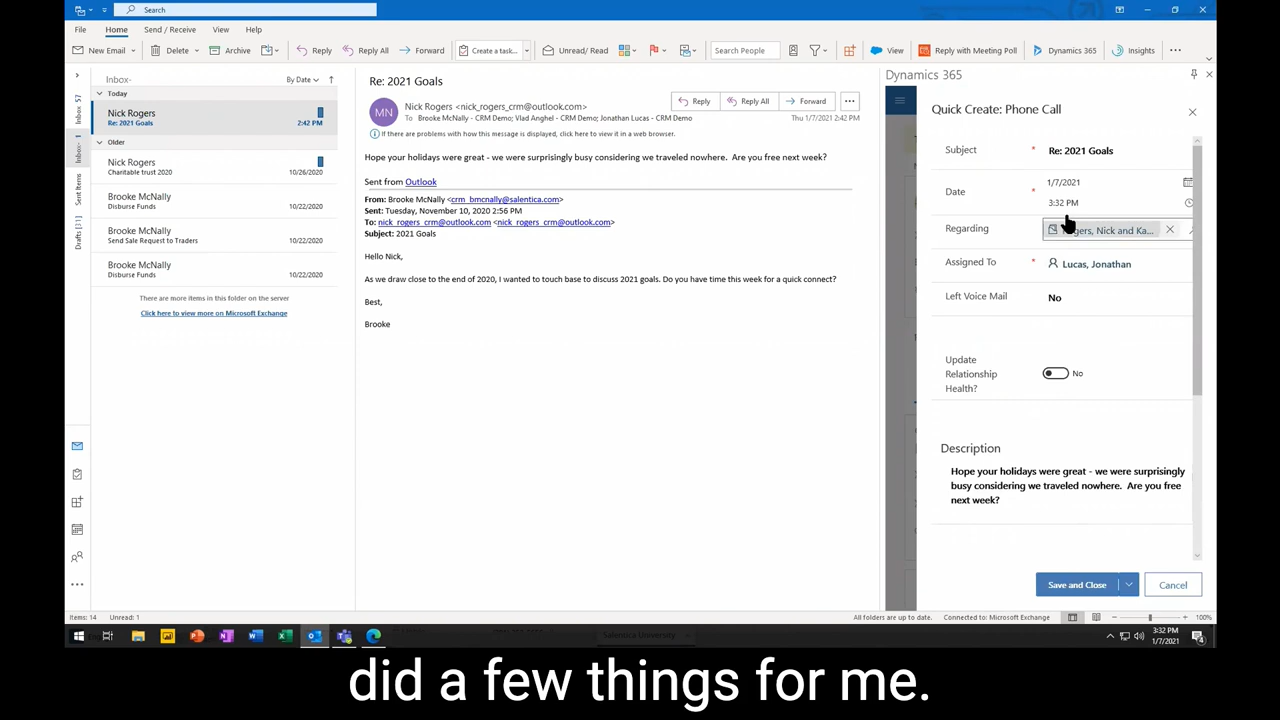 Search
File
Home
Send / Receive
View
Help
New Email
Delete
Archive
Reply
Reply All
Forward
Create a task...
Unread/ Read
Search People
View
Reply with Meeting Poll
Dynamics 365
Insights
Inbox 57
Inbox- 1
Sent Items
Drafts [31]
Inbox-
By Date
Today
Nick Rogers
Re: 2021 Goals
2:42 PM
Older
Nick Rogers
Charitable trust 2020
10/26/2020
Brooke McNally
Disburse Funds
10/22/2020
Brooke McNally
Send Sale Request to Traders
10/22/2020
Brooke McNally
Disburse Funds
10/22/2020
There are more items in this folder on the server
Click here to view more on Microsoft Exchange
Re: 2021 Goals
MN
Nick Rogers <nick_rogers_crm@outlook.com>
To Brooke McNally - CRM Demo; Vlad Anghel - CRM Demo; Jonathan Lucas - CRM Demo
Reply
Reply All
Forward
Thu 1/7/2021 2:42 PM
If there are problems with how this message is displayed, click here to view it in a web browser.
Hope your holidays were great - we were surprisingly busy considering we traveled nowhere. Are you free next week?
Sent from Outlook
From: Brooke McNally <crm_bmcnally@salentica.com>
Sent: Tuesday, November 10, 2020 2:56 PM
To: nick_rogers_crm@outlook.com <nick_rogers_crm@outlook.com>
Subject: 2021 Goals
Hello Nick,
As we draw close to the end of 2020, I wanted to touch base to discuss 2021 goals. Do you have time this week for a quick connect?
Best,
Brooke
Dynamics 365
Quick Create: Phone Call
Subject * Re: 2021 Goals
Date * 1/7/2021
3:32 PM
Regarding
Nick and Ka...
Assigned To * Lucas, Jonathan
Left Voice Mail No
Update
Relationship
Health?
No
Description
Hope your holidays were great - we were surprisingly
busy considering we traveled nowhere. Are you free
next week?
Save and Close
Cancel
Items: 14 Unread: 1
All folders are up to date. Connected to: Microsoft Exchange
100%
Salentica University
3:32 PM
1/7/2021
4
did a few things for me.